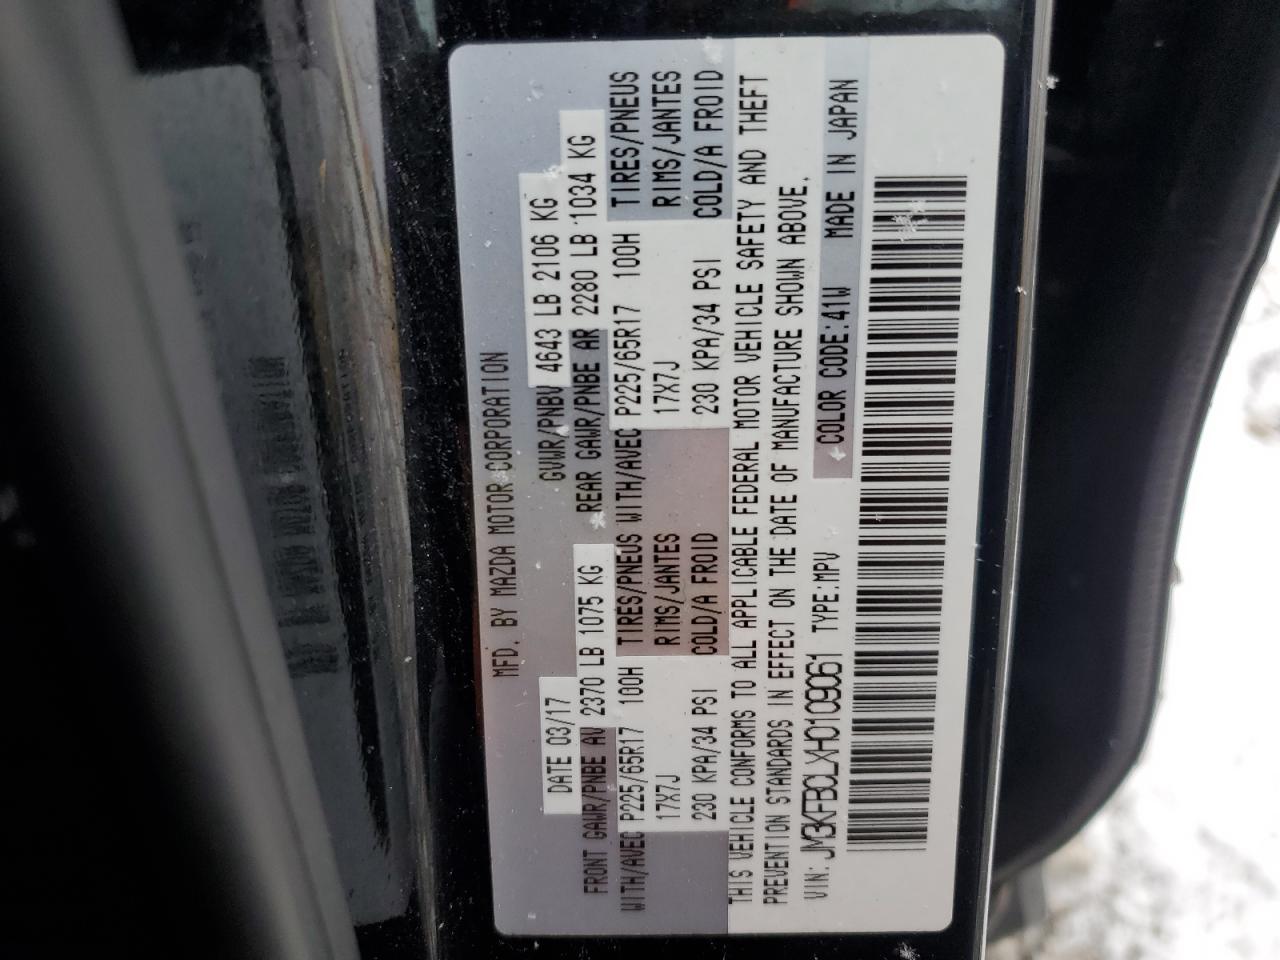 MFD. BY MAZDA MOTOR CORPORATION
DATE 03/17 GVWR/PNBV 4643 LB 2106 KG
FRONT GAWR/PNBE AV 2370 LB 1075 KG REAR GAWR/PNBE AR 2280 LB 1034 KG
WITH/AVEC P225/65R17 100H TIRES/PNEUS WITH/AVEC P225/65R17 100H TIRES/PNEUS
17X7J RIMS/JANTES 17X7J RIMS/JANTES
230 KPA/34 PSI COLD/A FROID 230 KPA/34 PSI COLD/A FROID
THIS VEHICLE CONFORMS TO ALL APPLICABLE FEDERAL MOTOR VEHICLE SAFETY AND THEFT
PREVENTION STANDARDS IN EFFECT ON THE DATE OF MANUFACTURE SHOWN ABOVE.
VIN: JM3KFBCLXH0109061 TYPE:MPV COLOR CODE:41W MADE IN JAPAN